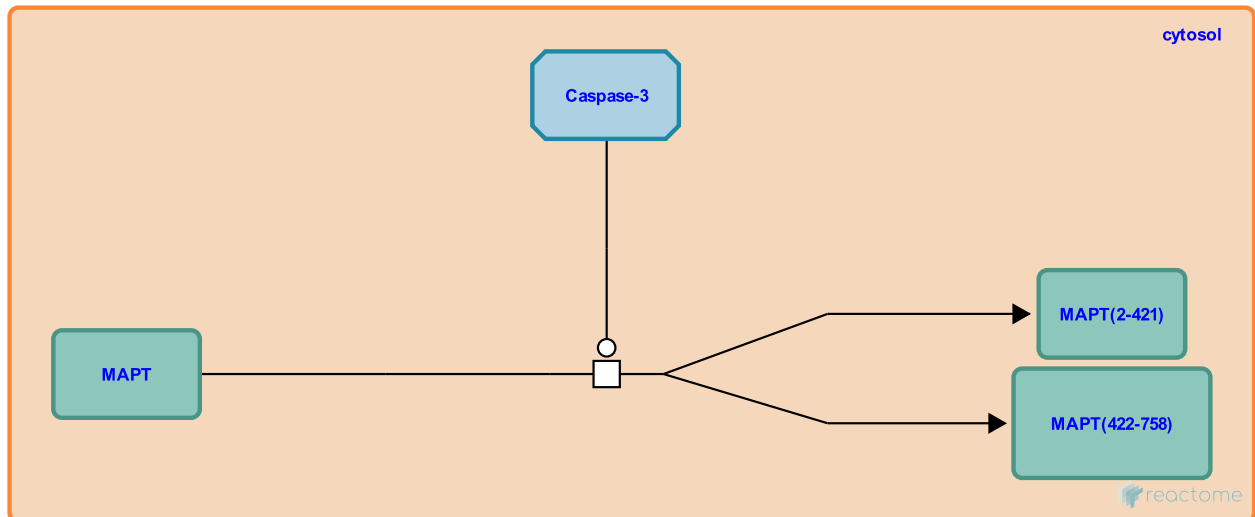 cytosol
Caspase-3
MAPT(2-421)
MAPT
MAPT(422-758)
reactome